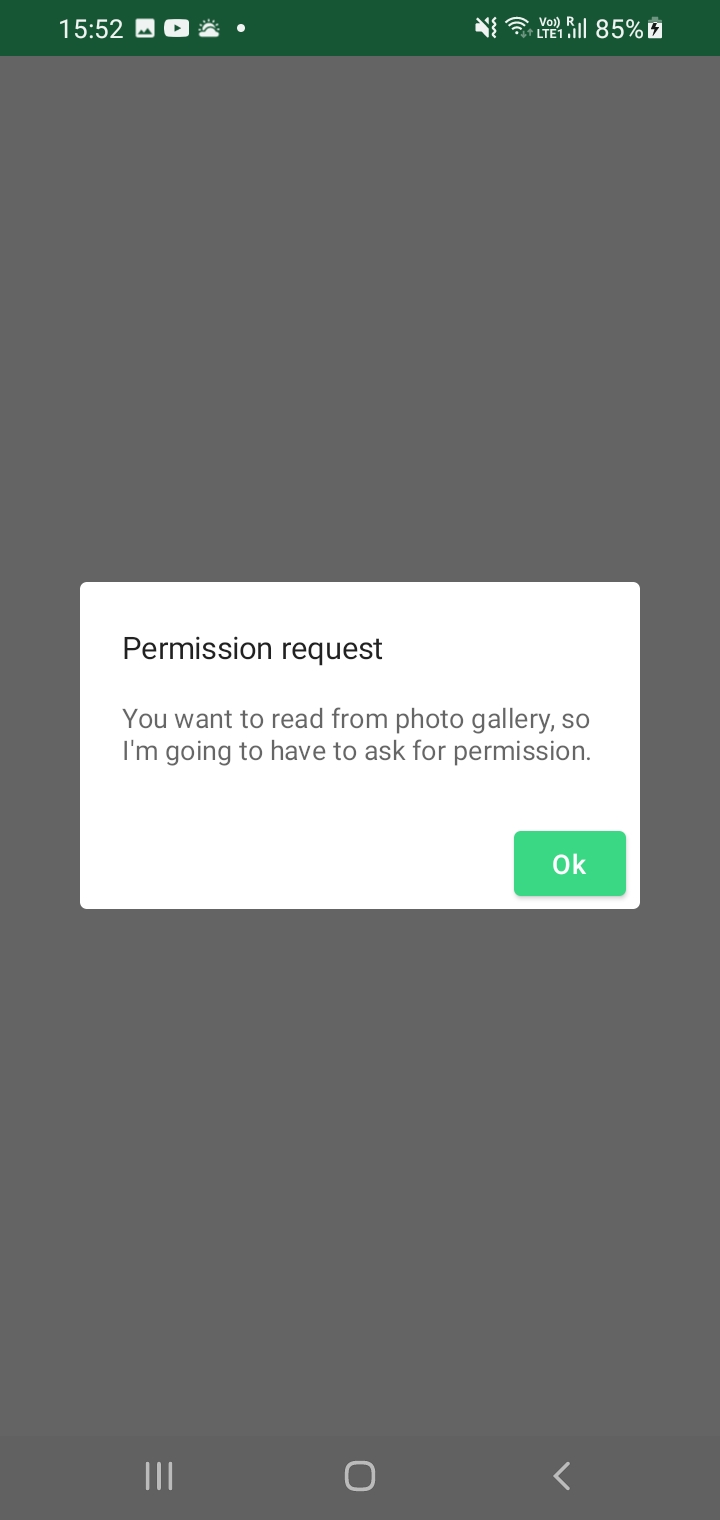 15:52 Vo)) R LTE1 85%
Permission request
You want to read from photo gallery, so
I'm going to have to ask for permission.
Ok